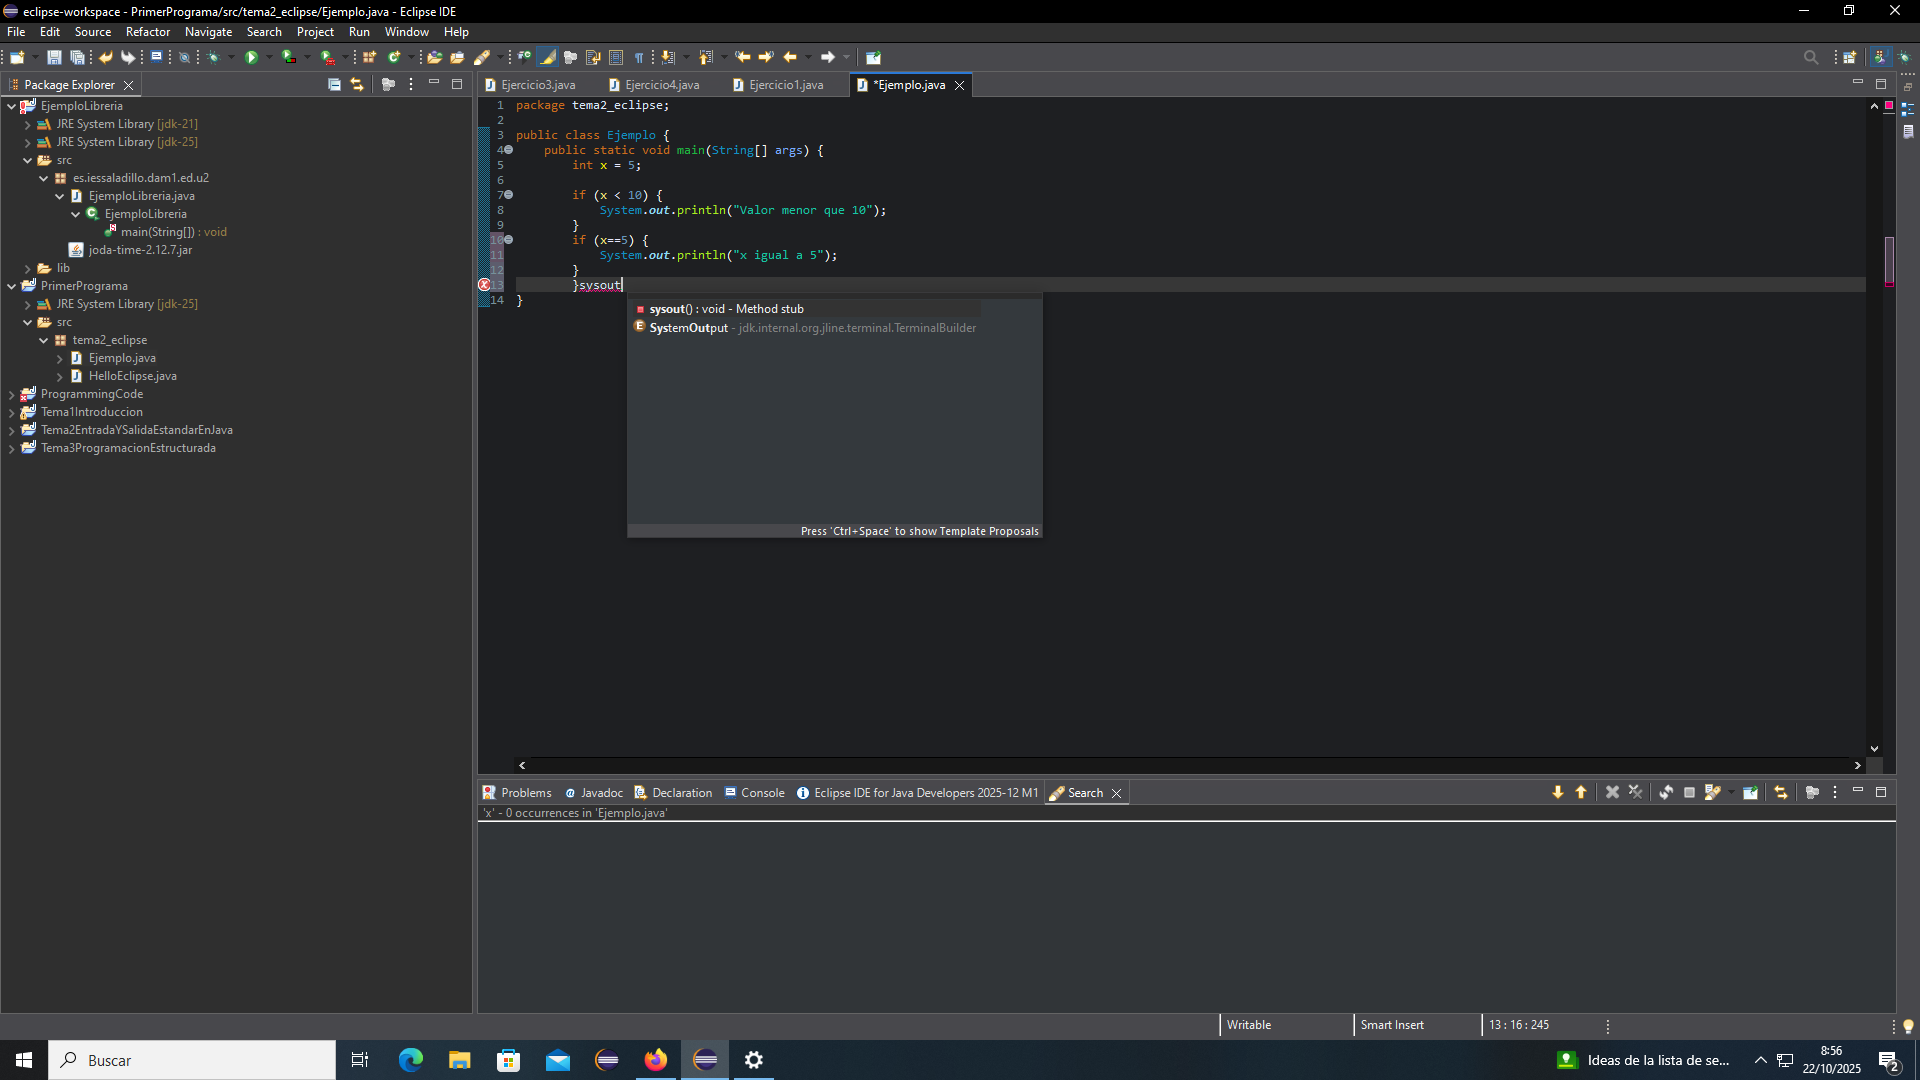 eclipse-workspace - PrimerPrograma/src/tema2_eclipse/Ejemplo.java - Eclipse IDE
File Edit Source Refactor Navigate Search Project Run Window Help
Package Explorer
EjemploLibreria
JRE System Library [jdk-21]
JRE System Library [jdk-25]
src
es.iessaladillo.dam1.ed.u2
EjemploLibreria.java
EjemploLibreria
main(String[]) : void
joda-time-2.12.7.jar
lib
PrimerPrograma
JRE System Library [jdk-25]
src
tema2_eclipse
Ejemplo.java
HelloEclipse.java
ProgrammingCode
Tema1Introduccion
Tema2EntradaYSalidaEstandarEnJava
Tema3ProgramacionEstructurada
Ejercicio3.java Ejercicio4.java Ejercicio1.java *Ejemplo.java
1 package tema2_eclipse;
2
3 public class Ejemplo {
4 public static void main(String[] args) {
5 int x = 5;
6
7 if (x < 10) {
8 System.out.println("Valor menor que 10");
9 }
10 if (x==5) {
11 System.out.println("x igual a 5");
12 }
13 }sysout
14 }
sysout() : void - Method stub
SystemOutput - jdk.internal.org.jline.terminal.TerminalBuilder
Press 'Ctrl+Space' to show Template Proposals
Problems Javadoc Declaration Console Eclipse IDE for Java Developers 2025-12 M1 Search
'x' - 0 occurrences in 'Ejemplo.java'
Writable Smart Insert 13 : 16 : 245
Buscar
Ideas de la lista de se...
8:56
22/10/2025
2